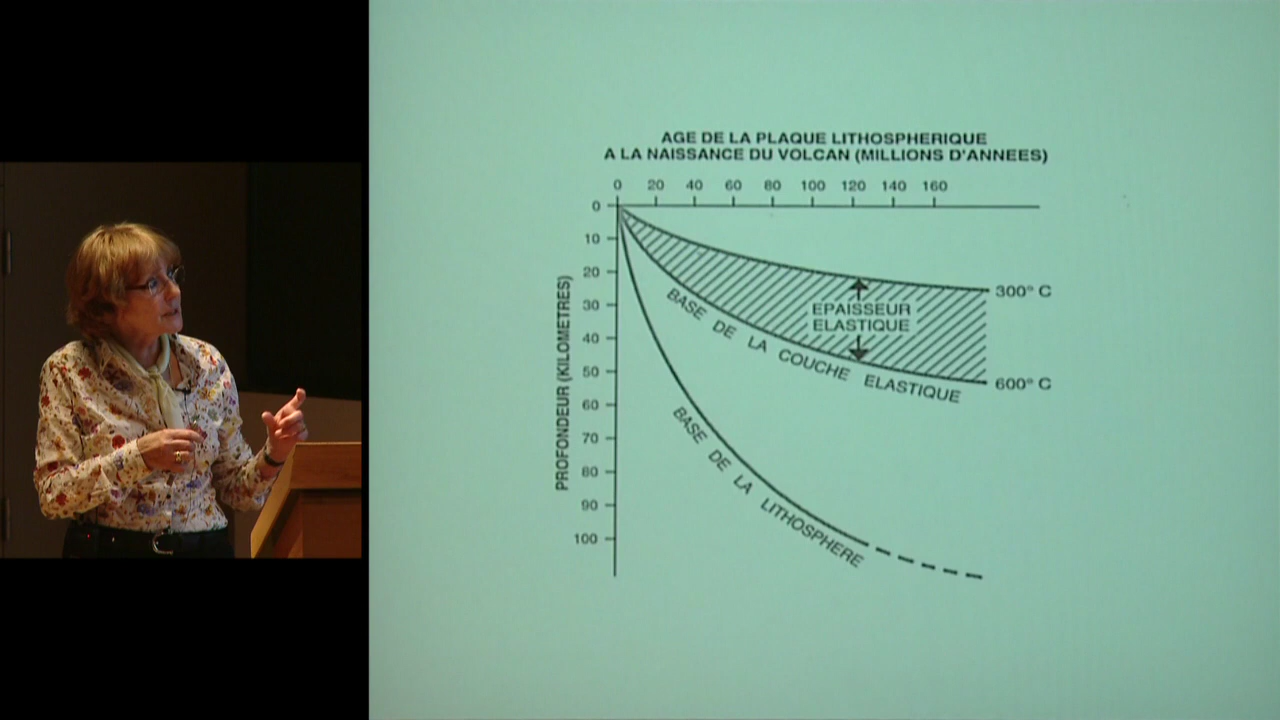 AGE DE LA PLAQUE LITHOSPHERIQUE
A LA NAISSANCE DU VOLCAN (MILLIONS D'ANNEES)
0 20 40 60 80 100 120 140 160
0
10
20
30
40
50
60
70
80
90
100
PROFONDEUR (KILOMETRES)
300° C
EPAISSEUR
ELASTIQUE
600° C
BASE DE LA COUCHE ELASTIQUE
BASE DE LA LITHOSPHERE